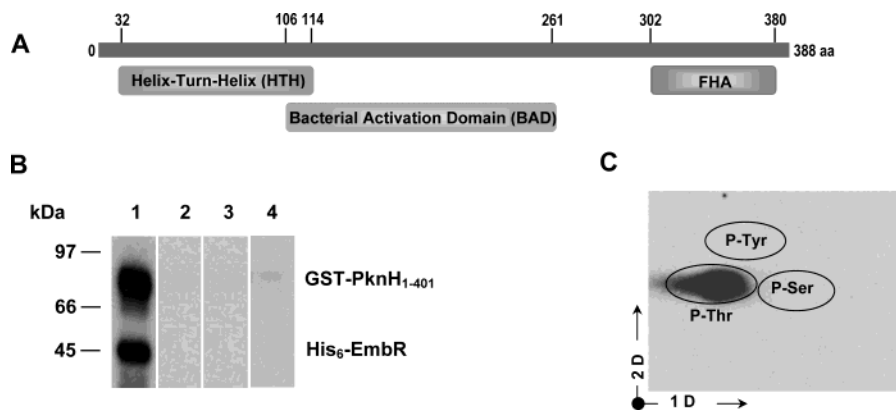 32 106 114 261 302 380
A 0 388 aa
Helix-Turn-Helix (HTH) FHA
Bacterial Activation Domain (BAD)
B
kDa 1 2 3 4
97
66
45
GST-PknH1-401
His6-EmbR
C
P-Tyr
P-Ser
P-Thr
2 D
1 D